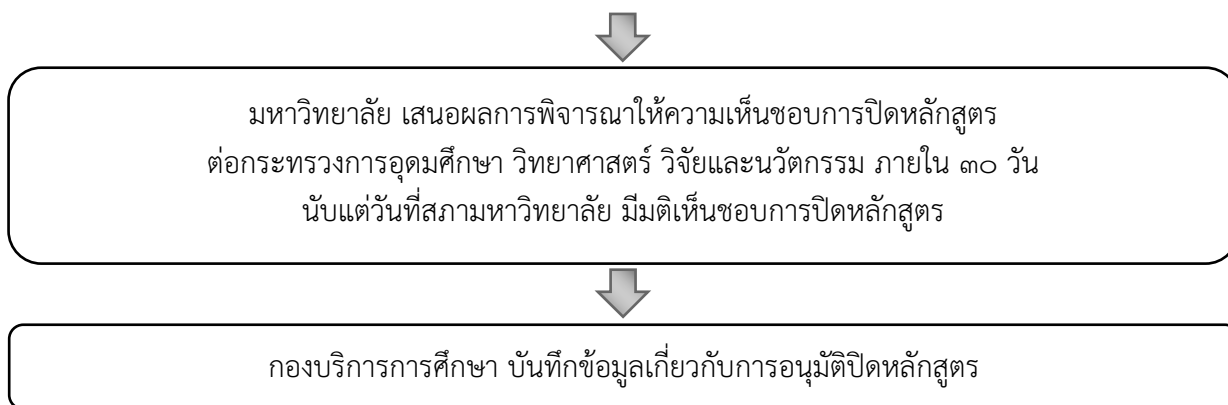 มหาวิทยาลัย เสนอผลการพิจารณาให้ความเห็นชอบการปิดหลักสูตร
ต่อกระทรวงการอุดมศึกษา วิทยาศาสตร์ วิจัยและนวัตกรรม ภายใน ๓๐ วัน
นับแต่วันที่สภามหาวิทยาลัย มีมติเห็นชอบการปิดหลักสูตร
กองบริการการศึกษา บันทึกข้อมูลเกี่ยวกับการอนุมัติปิดหลักสูตร